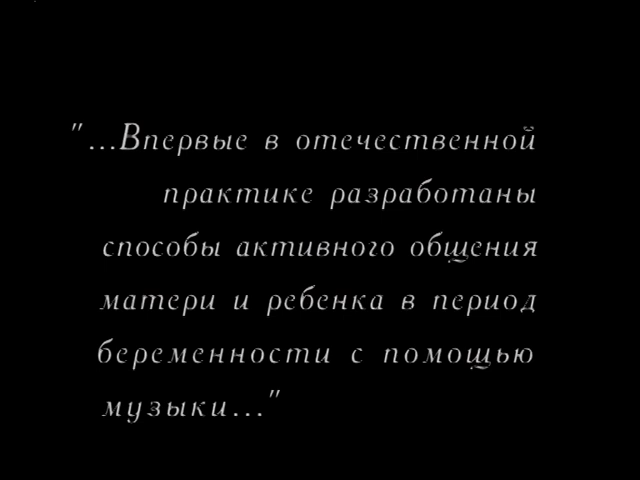 "...Впервые в отечественной
практике разработаны
способы активного общения
матери и ребенка в период
беременности с помощью
музыки..."